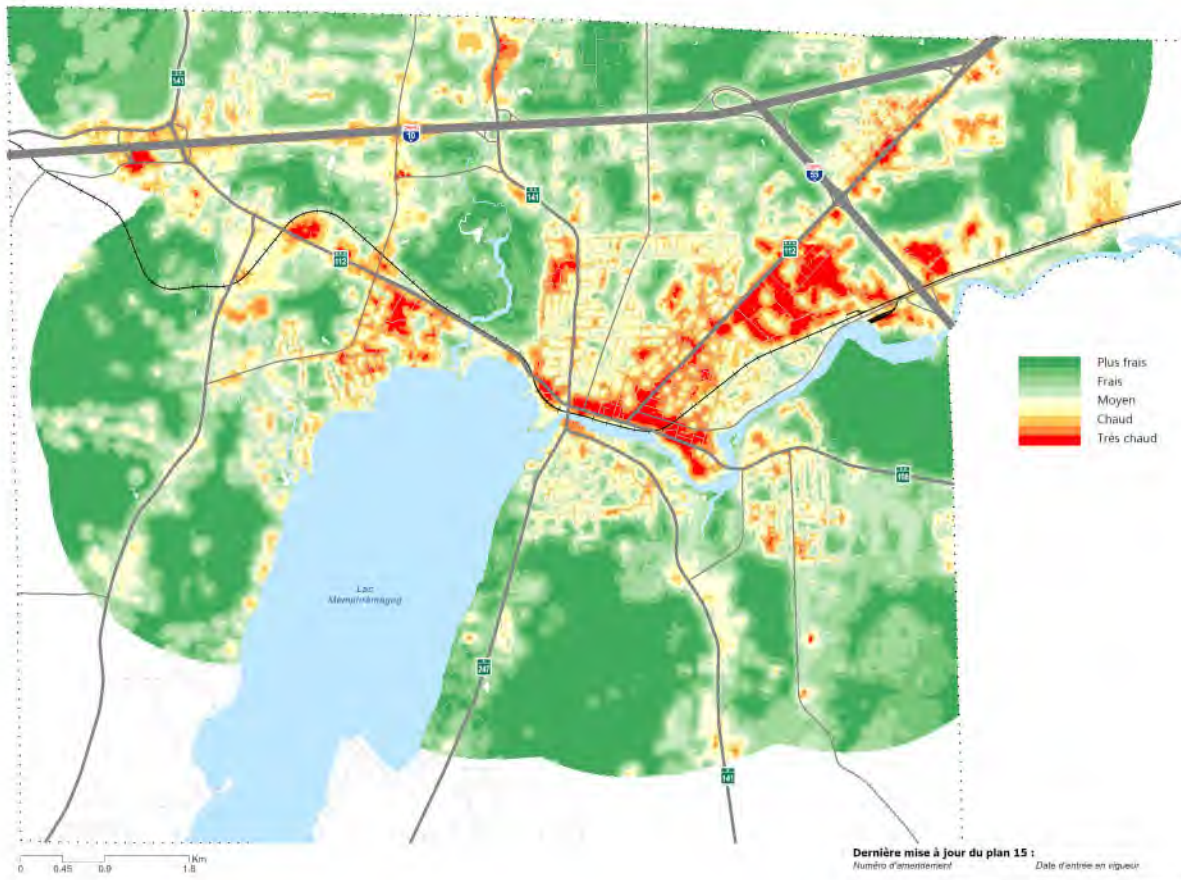 141
10
141
55
112
112
Plus frais
Frais
Moyen
Chaud
Très chaud
Lac
Memphrémagog
247
141
Km
0 0.45 0.9 1.8
Dernière mise à jour du plan 15 :
Numéro d'amendement Date d'entrée en vigueur